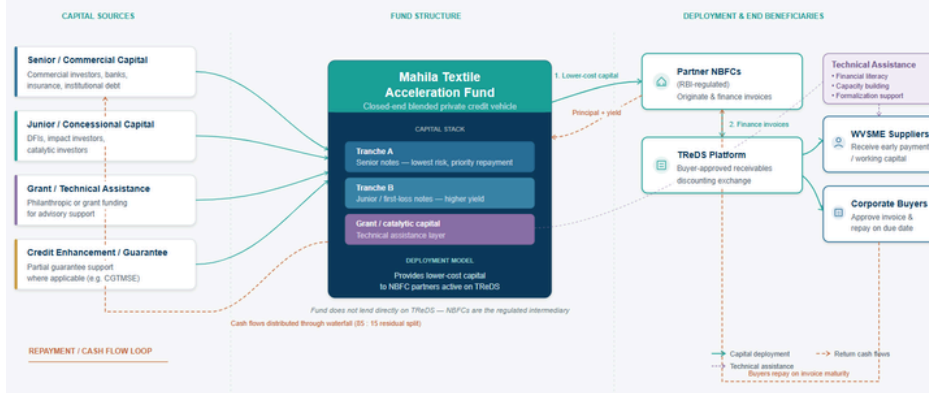 CAPITAL SOURCES
FUND STRUCTURE
DEPLOYMENT & END BENEFICIARIES
Senior / Commercial Capital
Commercial investors, banks,
insurance, institutional debt
Junior / Concessional Capital
DFIs, impact investors,
catalytic investors
Grant / Technical Assistance
Philanthropic or grant funding
for advisory support
Credit Enhancement / Guarantee
Partial guarantee support
where applicable (e.g. CGTMSE)
REPAYMENT / CASH FLOW LOOP
Mahila Textile
Acceleration Fund
Closed-end blended private credit vehicle
CAPITAL STACK
Tranche A
Senior notes — lowest risk, priority repayment
Tranche B
Junior / first-loss notes — higher yield
Grant / catalytic capital
Technical assistance layer
DEPLOYMENT MODEL
Provides lower-cost capital
to NBFC partners active on TReDS
Fund does not lend directly on TReDS — NBFCs are the regulated intermediary
Cash flows distributed through waterfall (85 : 15 residual split)
1. Lower-cost capital
Principal + yield
Partner NBFCs
(RBI-regulated)
Originate & finance invoices
2. Finance invoices
TReDS Platform
Buyer-approved receivables
discounting exchange
Technical Assistance
• Financial literacy
• Capacity building
• Formalization support
WVSME Suppliers
Receive early payment
/ working capital
Corporate Buyers
Approve invoice &
repay on due date
Capital deployment
Return cash flows
Technical assistance
Buyers repay on invoice maturity